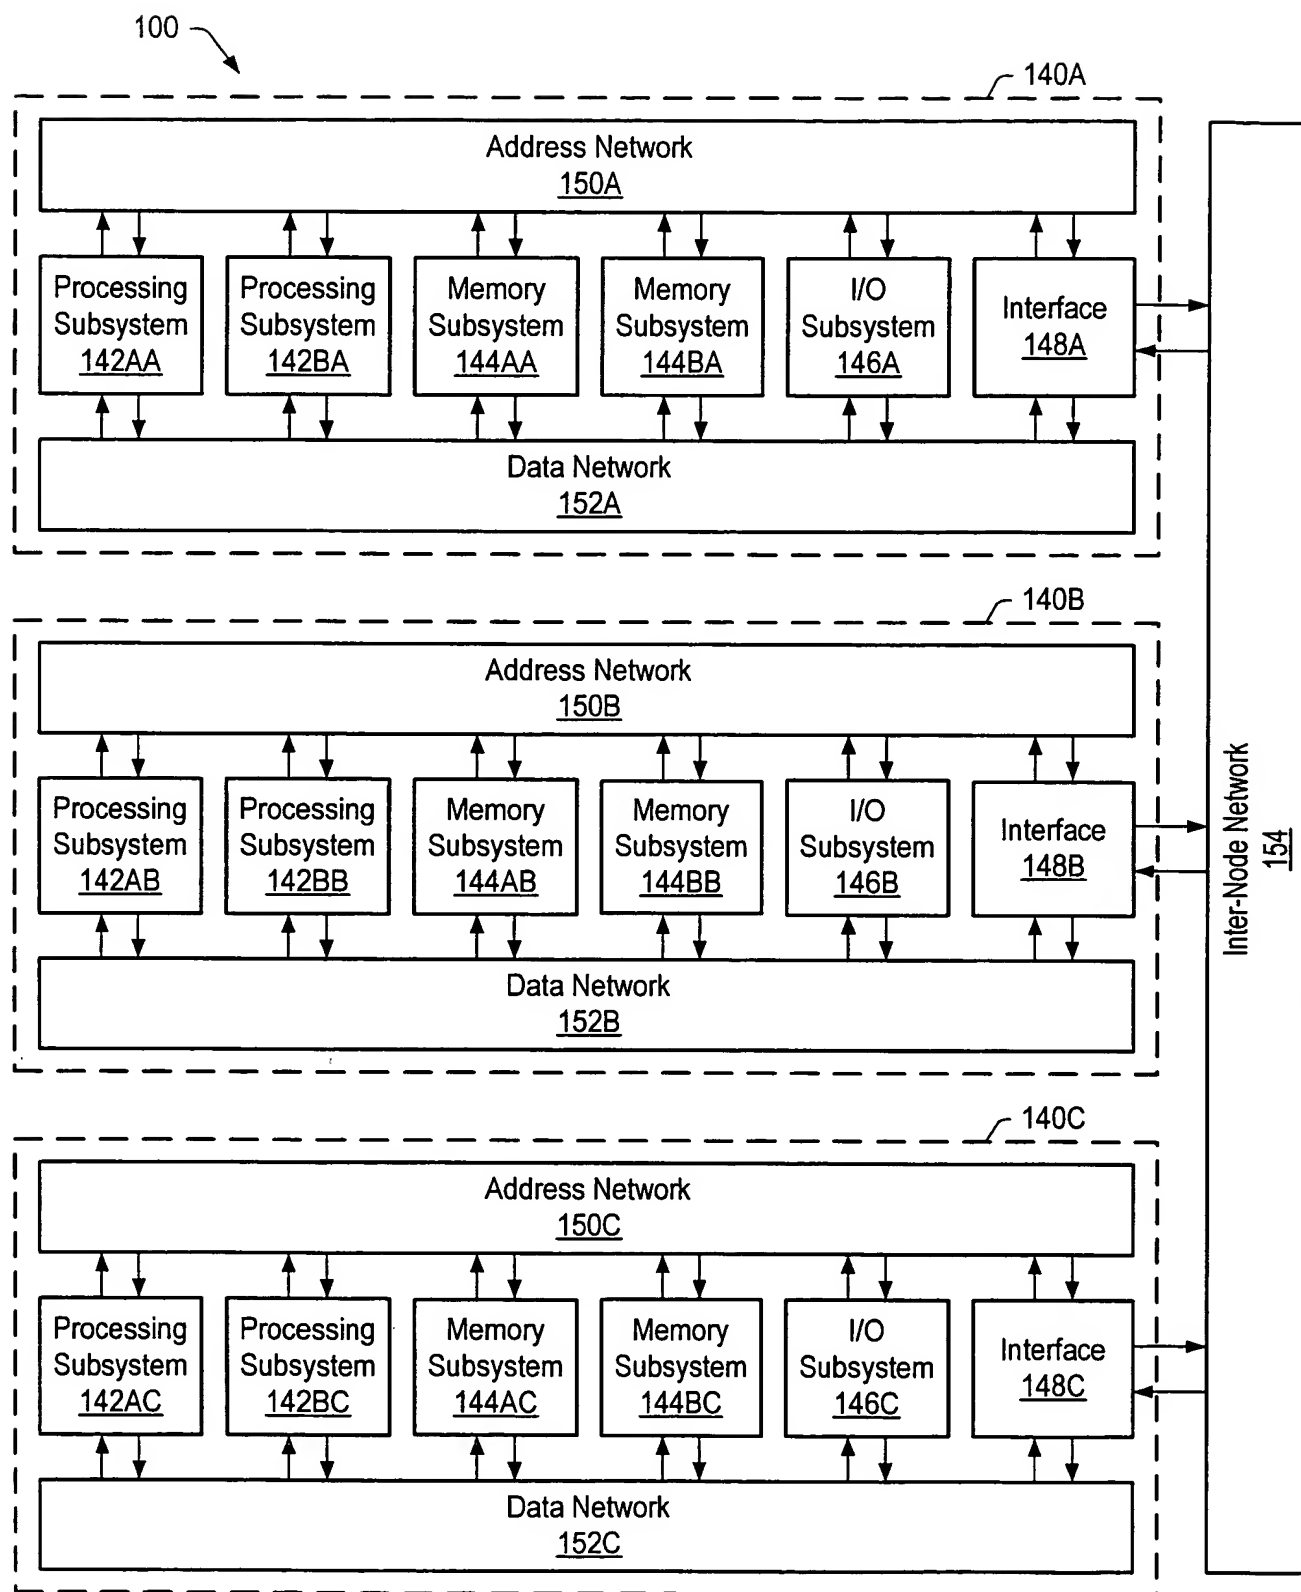 100
140A
Address Network
150A
Processing
Subsystem
142AA
Processing
Subsystem
142BA
Memory
Subsystem
144AA
Memory
Subsystem
144BA
I/O
Subsystem
146A
Interface
148A
Data Network
152A
140B
Address Network
150B
Processing
Subsystem
142AB
Processing
Subsystem
142BB
Memory
Subsystem
144AB
Memory
Subsystem
144BB
I/O
Subsystem
146B
Interface
148B
Data Network
152B
Inter-Node Network
154
140C
Address Network
150C
Processing
Subsystem
142AC
Processing
Subsystem
142BC
Memory
Subsystem
144AC
Memory
Subsystem
144BC
I/O
Subsystem
146C
Interface
148C
Data Network
152C